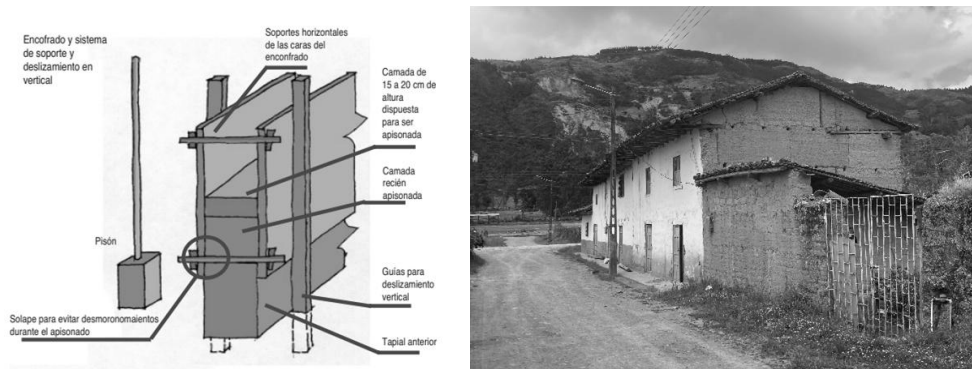 Encofrado y sistema
de soporte y
deslizamiento en
vertical
Soportes horizontales
de las caras del
enconfrado
Camada de
15 a 20 cm de
altura
dispuesta
para ser
apisonada
Camada
recién
apisonada
Pisón
Guías para
deslizamiento
vertical
Solape para evitar desmoronomaientos
durante el apisonado
Tapial anterior